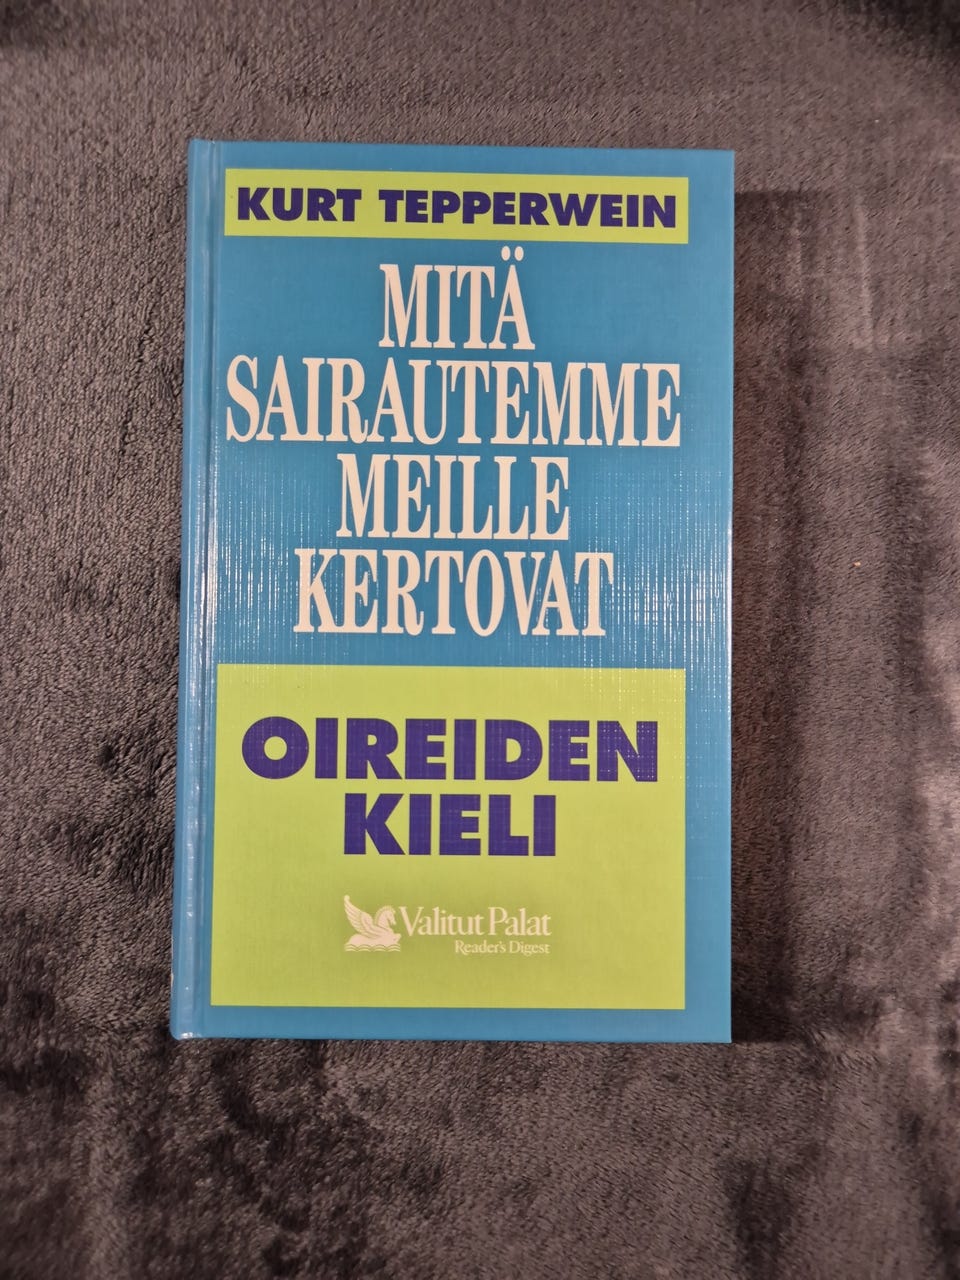 KURT TEPPERWEIN
MITÄ
SAIRAUTEMME
MEILLE
KERTOVAT
OIREIDEN
KIELI
Valitut Palat
Reader's Digest